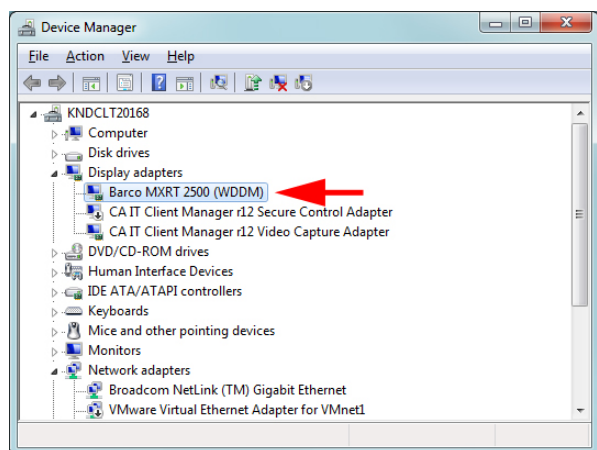 Device Manager
File Action View Help
KNDCLT20168
Computer
Disk drives
Display adapters
Barco MXRT 2500 (WDDM)
CA IT Client Manager r12 Secure Control Adapter
CA IT Client Manager r12 Video Capture Adapter
DVD/CD-ROM drives
Human Interface Devices
IDE ATA/ATAPI controllers
Keyboards
Mice and other pointing devices
Monitors
Network adapters
Broadcom NetLink (TM) Gigabit Ethernet
VMware Virtual Ethernet Adapter for VMnet1